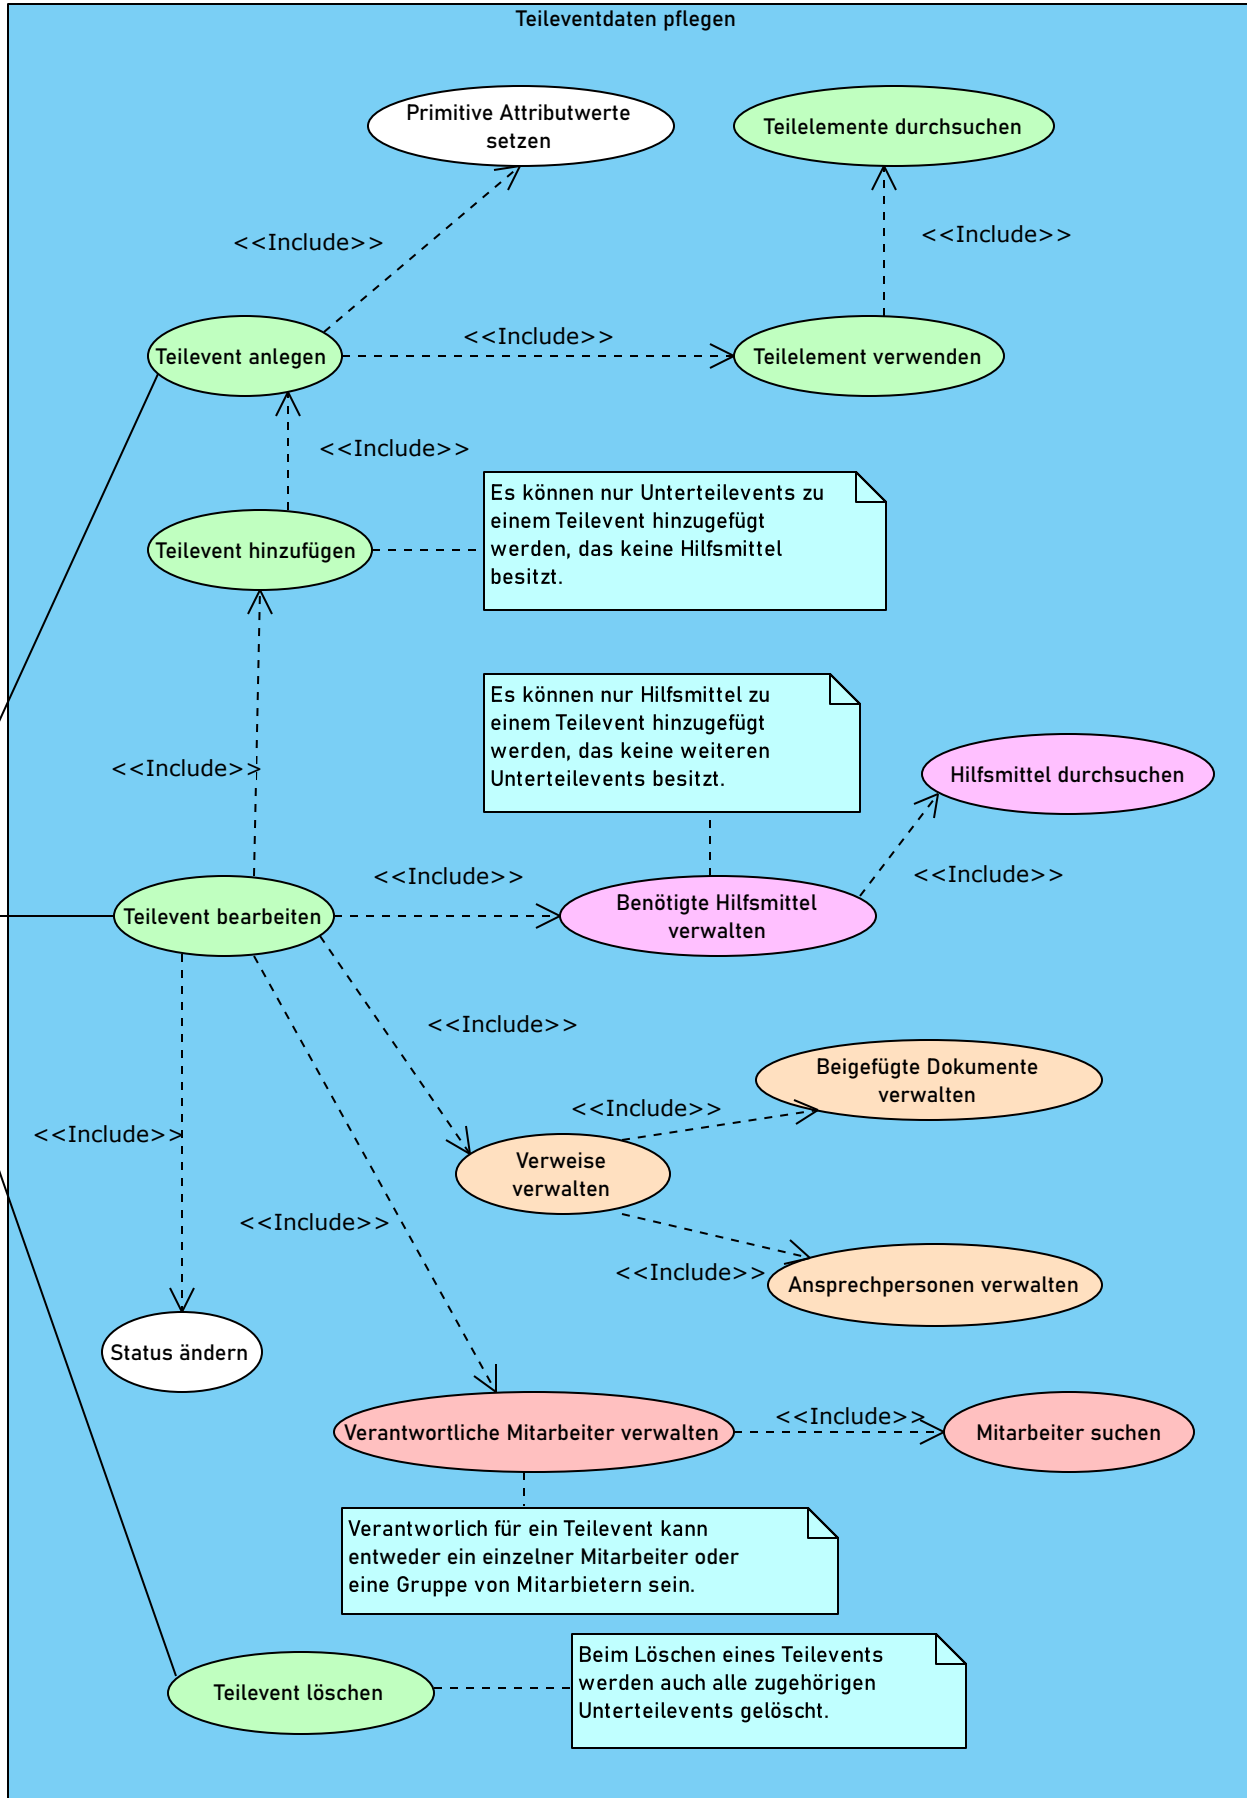 Teileventdaten pflegen
Primitive Attributwerte
setzen
Teilelemente durchsuchen
<<Include>>
<<Include>>
<<Include>>
Teilevent anlegen
Teilelement verwenden
<<Include>>
Es können nur Unterteilevents zu
einem Teilevent hinzugefügt
werden, das keine Hilfsmittel
besitzt.
Teilevent hinzufügen
Es können nur Hilfsmittel zu
einem Teilevent hinzugefügt
werden, das keine weiteren
Unterteilevents besitzt.
<<Include>>
Hilfsmittel durchsuchen
<<Include>>
<<Include>>
Teilevent bearbeiten
Benötigte Hilfsmittel
verwalten
<<Include>>
Beigefügte Dokumente
verwalten
<<Include>>
<<Include>>
Verweise
verwalten
<<Include>>
<<Include>>
Ansprechpersonen verwalten
Status ändern
<<Include>>
Verantwortliche Mitarbeiter verwalten
Mitarbeiter suchen
Verantworlich für ein Teilevent kann
entweder ein einzelner Mitarbeiter oder
eine Gruppe von Mitarbietern sein.
Beim Löschen eines Teilevents
werden auch alle zugehörigen
Unterteilevents gelöscht.
Teilevent löschen